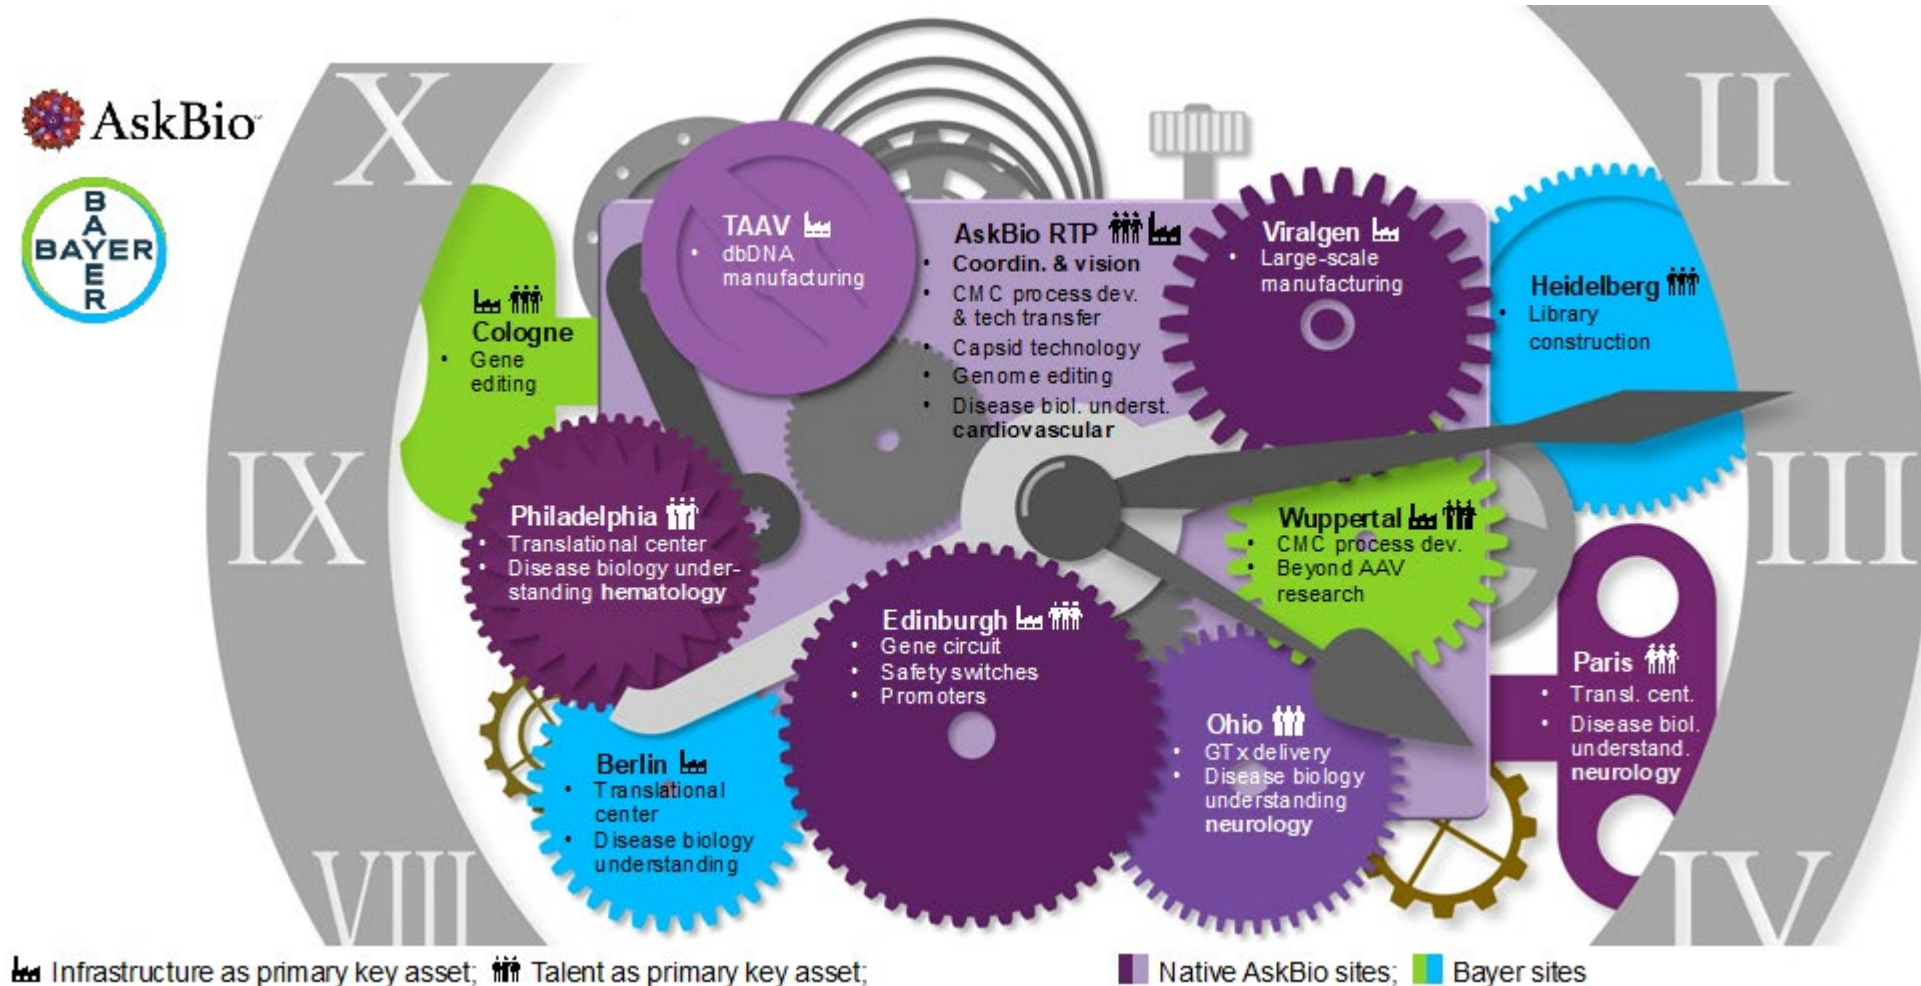 X
II
AskBio
BAYER
BAYER
TAAV
• dbDNA
manufacturing
AskBio RTP
• Coordin. & vision
• CMC process dev.
& tech transfer
• Capsid technology
• Genome editing
• Disease biol. underst.
cardiovascular
Viralgen
• Large-scale
manufacturing
Heidelberg
• Library
construction
Cologne
• Gene
editing
IX
III
Philadelphia
• Translational center
• Disease biology under-
standing hematology
Wuppertal
• CMC process dev.
• Beyond AAV
research
Edinburgh
• Gene circuit
• Safety switches
• Promoters
Paris
• Transl. cent.
• Disease biol.
understand.
neurology
Ohio
• GTx delivery
• Disease biology
understanding
neurology
Berlin
• Translational
center
• Disease biology
understanding
VIII
IV
Infrastructure as primary key asset; Talent as primary key asset;
Native AskBio sites; Bayer sites